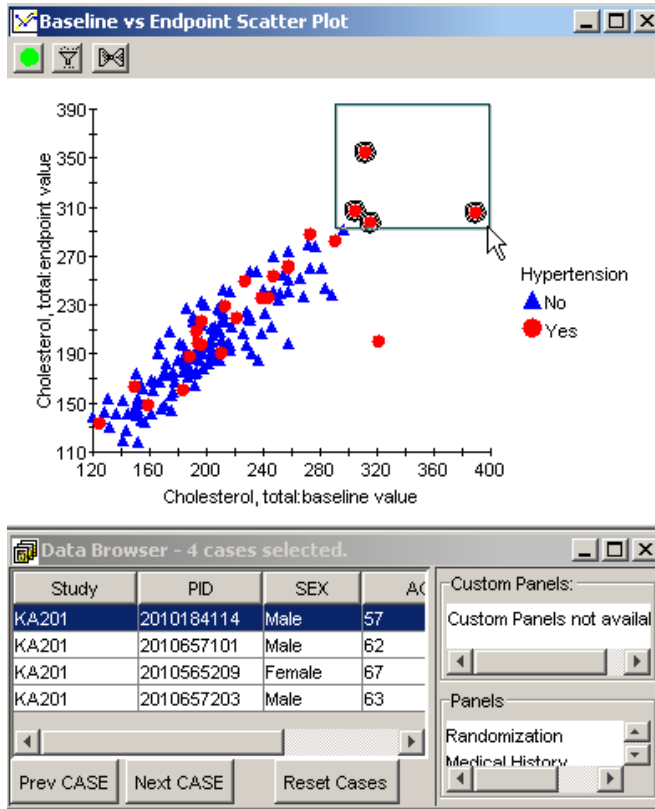 Baseline vs Endpoint Scatter Plot
390
350
310
270
230
190
150
110
Cholesterol, total:endpoint value
120 160 200 240 280 320 360 400
Cholesterol, total:baseline value
Hypertension
No
Yes
Data Browser - 4 cases selected.
Study PID SEX AG
KA201 2010184114 Male 57
KA201 2010657101 Male 62
KA201 2010565209 Female 67
KA201 2010657203 Male 63
Prev CASE Next CASE Reset Cases
Custom Panels:
Custom Panels not availal
Panels
Randomization
Medical History